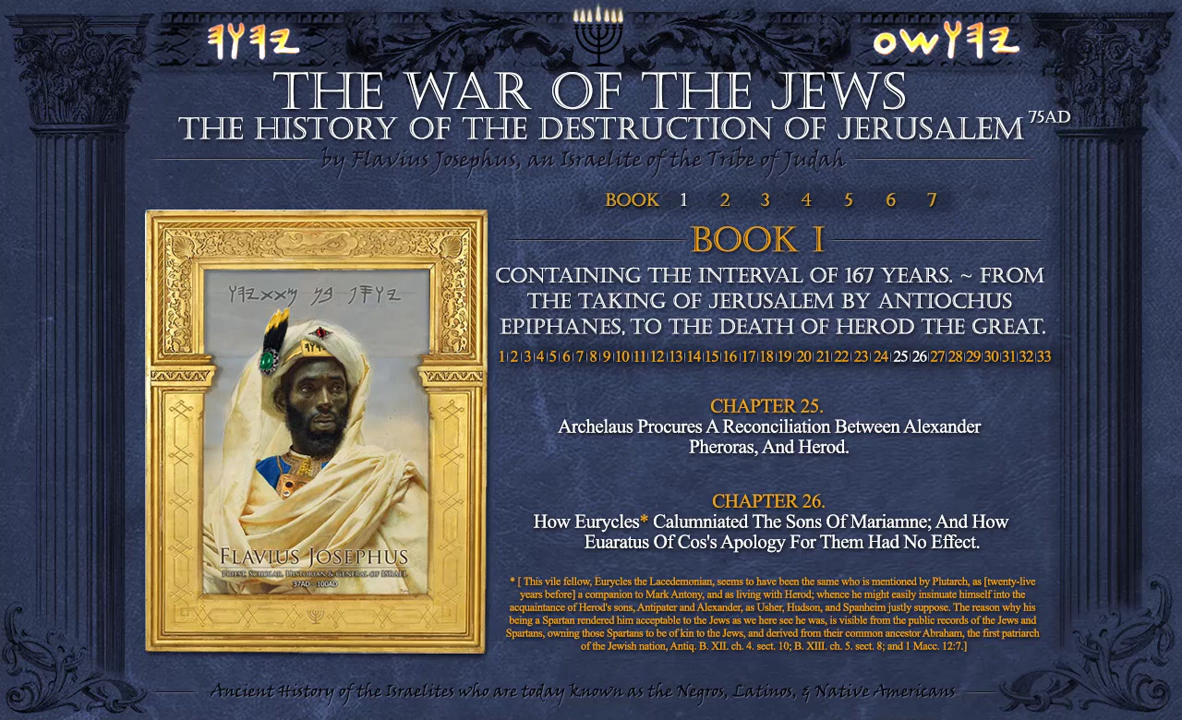 𐤉𐤄𐤅𐤄 𐤉𐤄𐤅𐤔𐤏
THE WAR OF THE JEWS
THE HISTORY OF THE DESTRUCTION OF JERUSALEM 75AD
by Flavius Josephus, an Israelite of the Tribe of Judah
BOOK 1 2 3 4 5 6 7
BOOK I
CONTAINING THE INTERVAL OF 167 YEARS. ~ FROM
THE TAKING OF JERUSALEM BY ANTIOCHUS
EPIPHANES, TO THE DEATH OF HEROD THE GREAT.
1|2|3|4|5|6|7|8|9|10|11|12|13|14|15|16|17|18|19|20|21|22|23|24|25|26|27|28|29|30|31|32|33
𐤉𐤅𐤎𐤐 𐤁𐤍 𐤌𐤕𐤕𐤉𐤄𐤅
FLAVIUS JOSEPHUS
PRIEST, SCHOLAR, HISTORIAN & GENERAL OF ISRAEL
37AD - 100AD
CHAPTER 25.
Archelaus Procures A Reconciliation Between Alexander
Pheroras, And Herod.
CHAPTER 26.
How Eurycles* Calumniated The Sons Of Mariamne; And How
Euaratus Of Cos's Apology For Them Had No Effect.
* [ This vile fellow, Eurycles the Lacedemonian, seems to have been the same who is mentioned by Plutarch, as [twenty-live
years before] a companion to Mark Antony, and as living with Herod; whence he might easily insinuate himself into the
acquaintance of Herod's sons, Antipater and Alexander, as Usher, Hudson, and Spanheim justly suppose. The reason why his
being a Spartan rendered him acceptable to the Jews as we here see he was, is visible from the public records of the Jews and
Spartans, owning those Spartans to be of kin to the Jews, and derived from their common ancestor Abraham, the first patriarch
of the Jewish nation, Antiq. B. XII. ch. 4. sect. 10; B. XIII. ch. 5. sect. 8; and 1 Macc. 12:7.]
Ancient History of the Israelites who are today known as the Negros, Latinos, & Native Americans